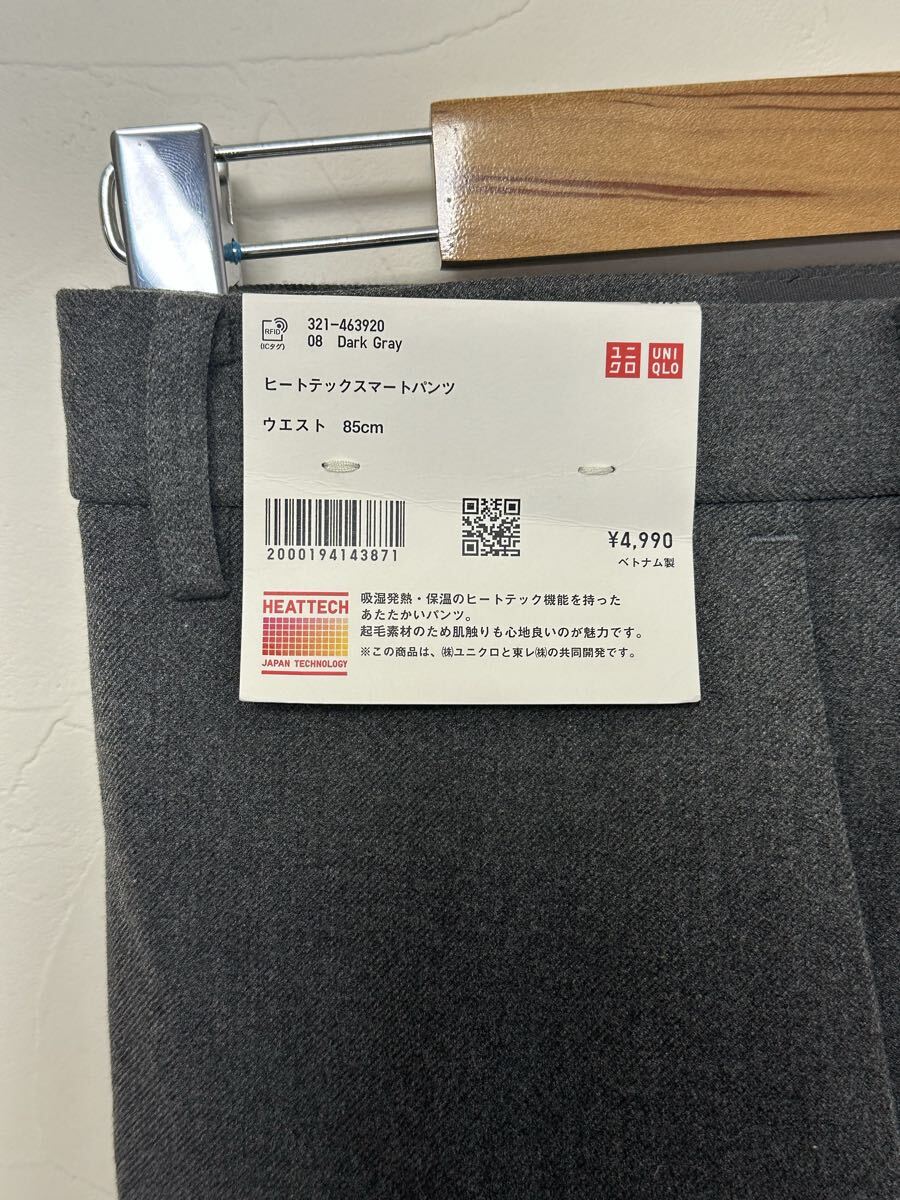 RFID
(ICタグ)
321-463920
08 Dark Gray
ユニ
クロ
UNI
QLO
ヒートテックスマートパンツ
ウエスト 85cm
2000194143871
¥4,990
ベトナム製
HEATTECH
JAPAN TECHNOLOGY
吸湿発熱・保温のヒートテック機能を持った
あたたかいパンツ。
起毛素材のため肌触りも心地良いのが魅力です。
※この商品は、㈱ユニクロと東レ㈱の共同開発です。